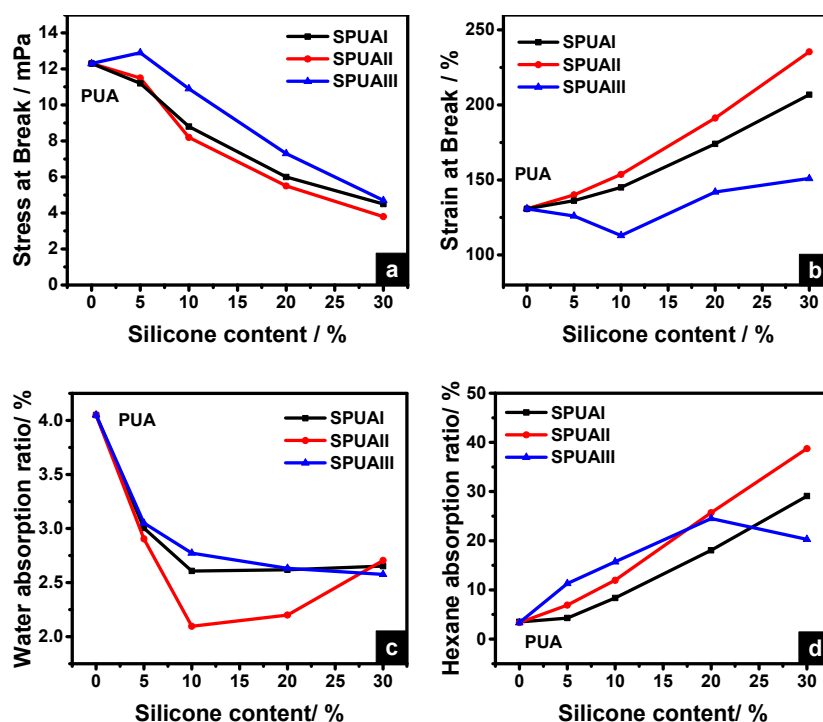 Stress at Break / mPa
14
12
10
8
6
4
2
0
PUA
SPUAI
SPUAII
SPUAIII
a
0 5 10 15 20 25 30
Silicone content / %
Strain at Break / %
250
200
150
100
PUA
SPUAI
SPUAII
SPUAIII
b
0 5 10 15 20 25 30
Silicone content / %
Water absorption ratio/ %
4.0
3.5
3.0
2.5
2.0
PUA
SPUAI
SPUAII
SPUAIII
c
0 5 10 15 20 25 30
Silicone content/ %
Hexane absorption ratio/ %
50
40
30
20
10
0
PUA
SPUAI
SPUAII
SPUAIII
d
0 5 10 15 20 25 30
Silicone content/ %